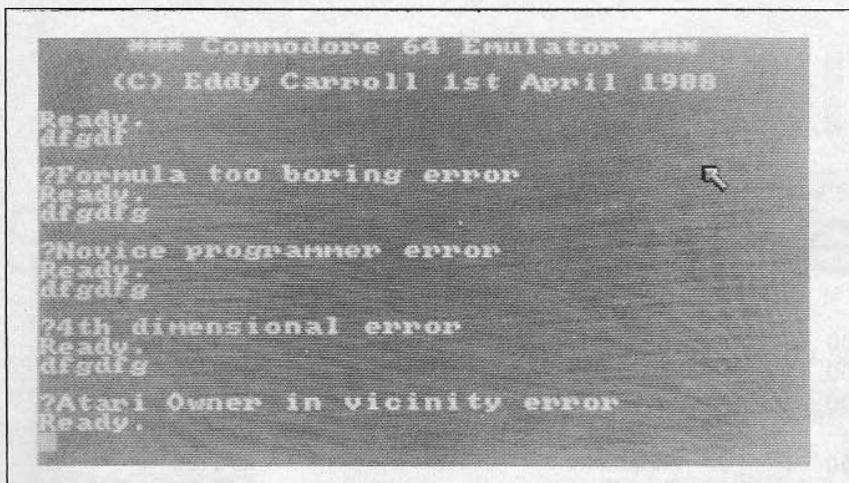 *** Commodore 64 Emulator ***
(C) Eddy Carroll 1st April 1988
Ready.
dfgdf
?Formula too boring error
Ready.
dfgdfg
?Novice programmer error
Ready.
dfgdfg
?4th dimensional error
Ready.
dfgdfg
?Atari Owner in vicinity error
Ready.